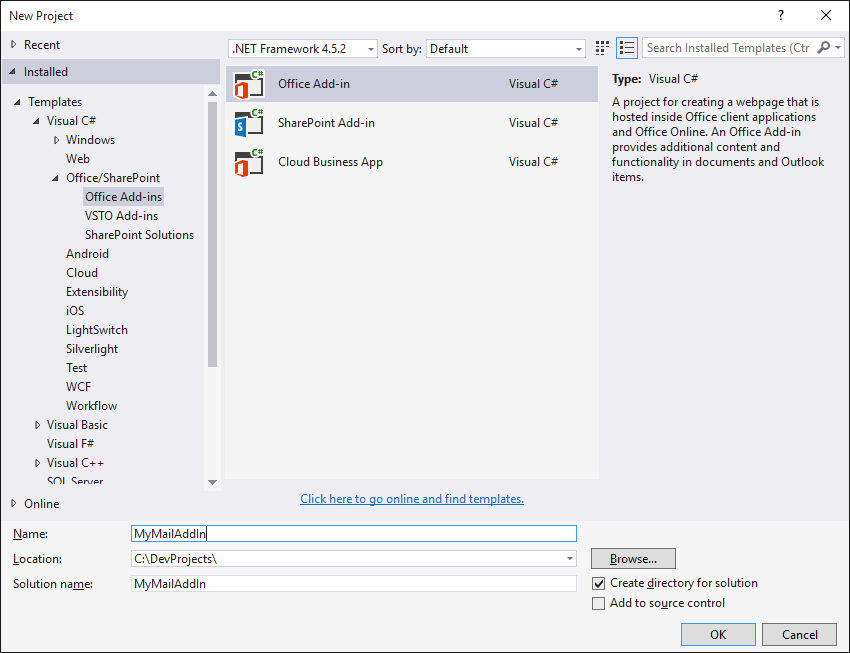 New Project
?
Recent
.NET Framework 4.5.2
Sort by:
Default
Search Installed Templates (Ctr
Installed
Templates
Visual C#
Windows
Web
Office/SharePoint
Office Add-ins
VSTO Add-ins
SharePoint Solutions
Android
Cloud
Extensibility
iOS
LightSwitch
Silverlight
Test
WCF
Workflow
Visual Basic
Visual F#
Visual C++
SQL Server
Online
C# Office Add-in Visual C#
C# SharePoint Add-in Visual C#
C# Cloud Business App Visual C#
Type: Visual C#
A project for creating a webpage that is
hosted inside Office client applications
and Office Online. An Office Add-in
provides additional content and
functionality in documents and Outlook
items.
Click here to go online and find templates.
Name: MyMailAddIn
Location: C:\DevProjects\
Browse...
Solution name: MyMailAddIn
Create directory for solution
Add to source control
OK
Cancel